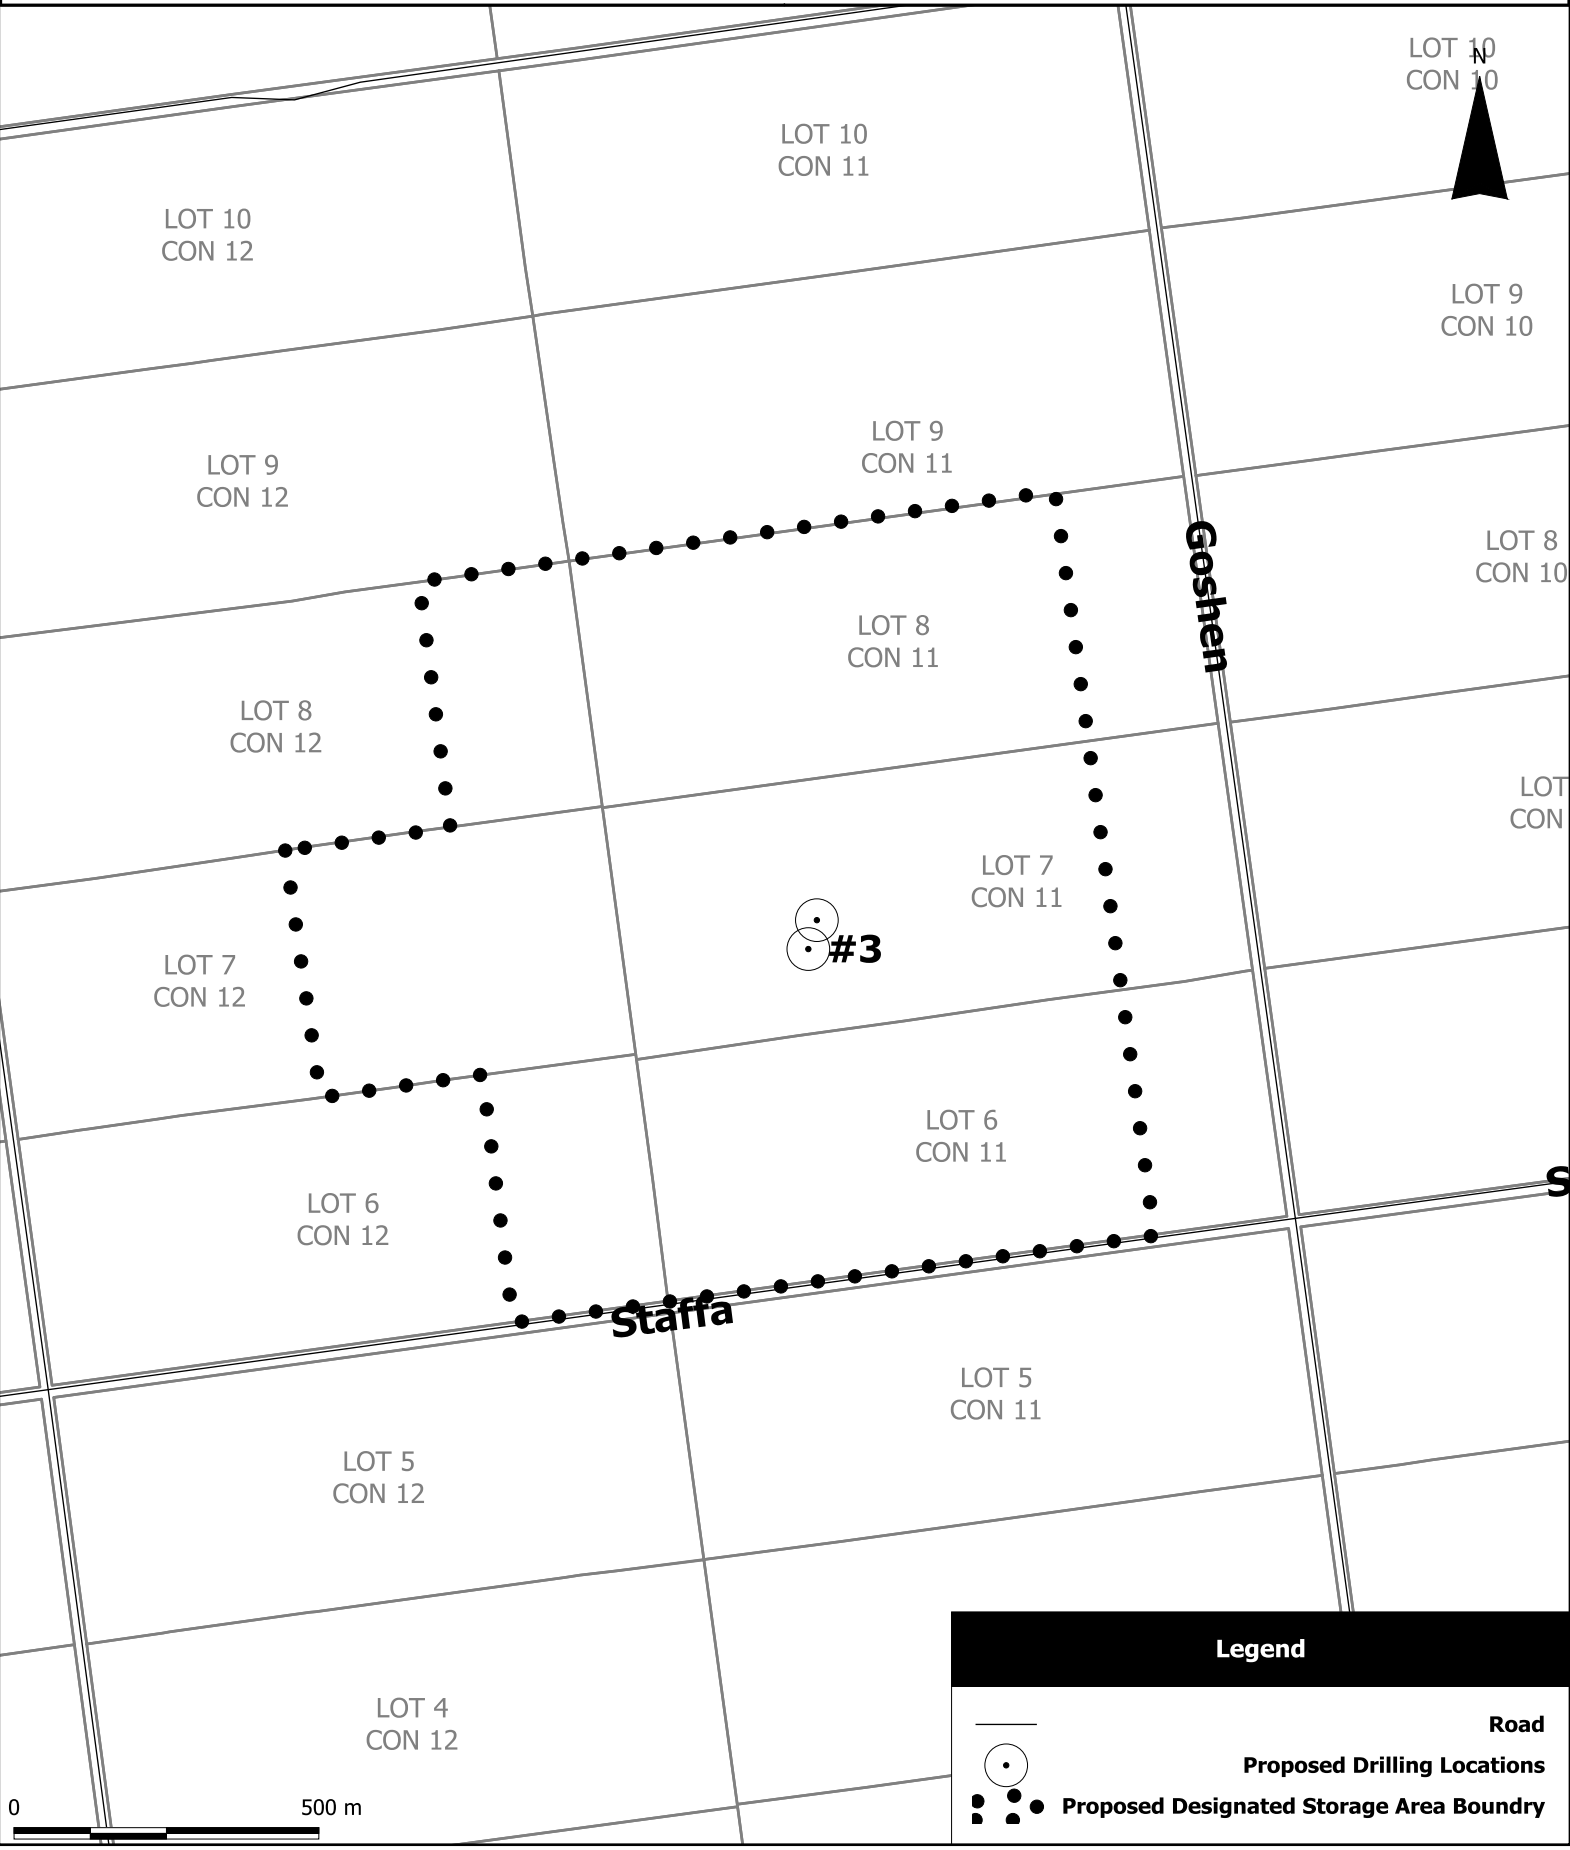 LOT 10
CON 10
N
LOT 10
CON 11
LOT 10
CON 12
LOT 9
CON 10
LOT 9
CON 11
LOT 9
CON 12
Goshen
LOT 8
CON 10
LOT 8
CON 11
LOT 8
CON 12
LOT
CON
LOT 7
CON 11
#3
LOT 7
CON 12
LOT 6
CON 11
S
LOT 6
CON 12
Staffa
LOT 5
CON 11
LOT 5
CON 12
LOT 4
CON 12
Legend
Road
Proposed Drilling Locations
Proposed Designated Storage Area Boundry
0 500 m